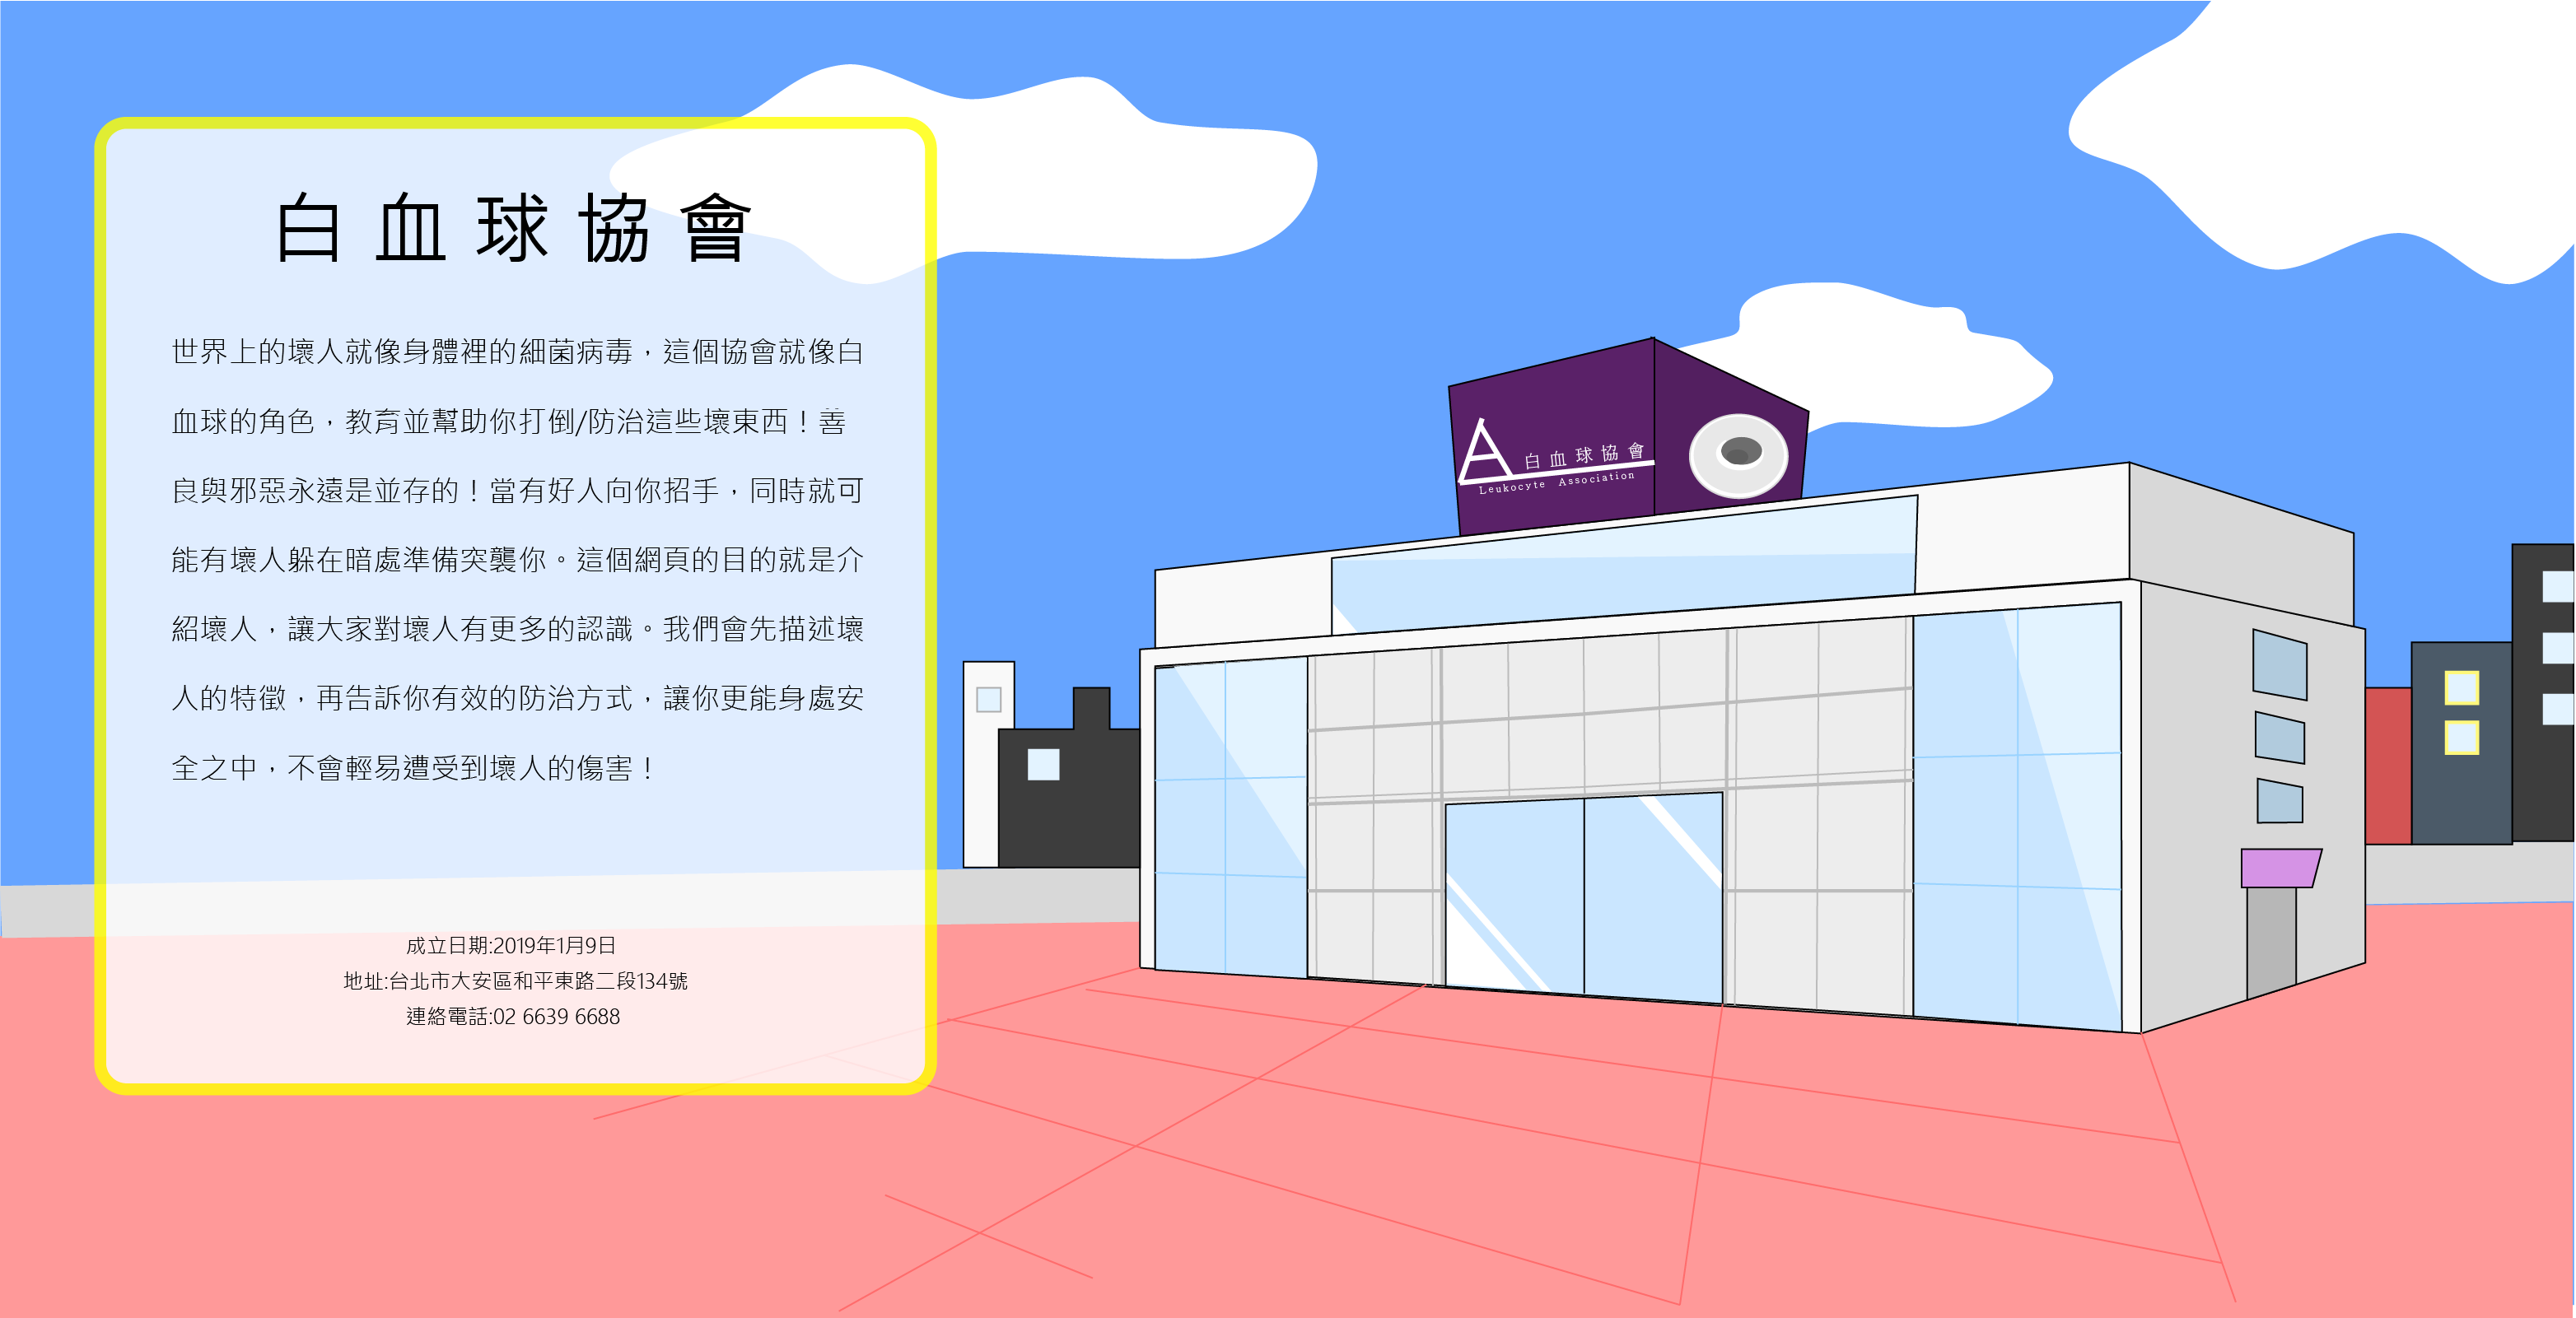 白血球協會
世界上的壞人就像身體裡的細菌病毒，這個協會就像白
血球的角色，教育並幫助你打倒/防治這些壞東西！善
良與邪惡永遠是並存的！當有好人向你招手，同時就可
能有壞人躲在暗處準備突襲你。這個網頁的目的就是介
紹壞人，讓大家對壞人有更多的認識。我們會先描述壞
人的特徵，再告訴你有效的防治方式，讓你更能身處安
全之中，不會輕易遭受到壞人的傷害！
成立日期:2019年1月9日
地址:台北市大安區和平東路二段134號
連絡電話:02 6639 6688
白血球協會
Leukocyte Association